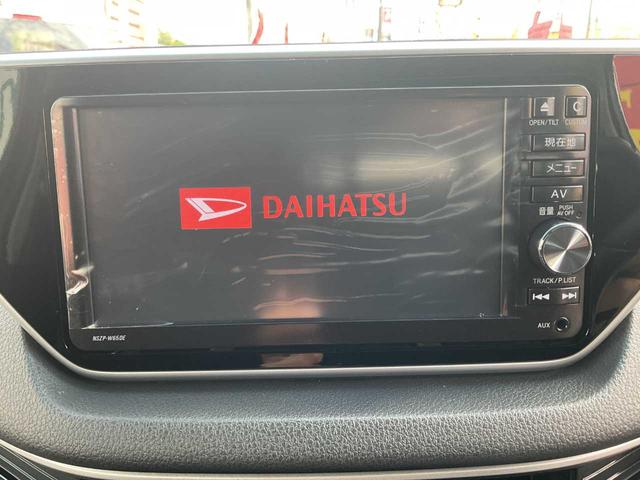 DAIHATSU
OPEN/TILT
CUSTOM
現在地
メニュー
AV
音量 PUSH
AV OFF
TRACK/P.LIST
AUX
NSZP-W65DE